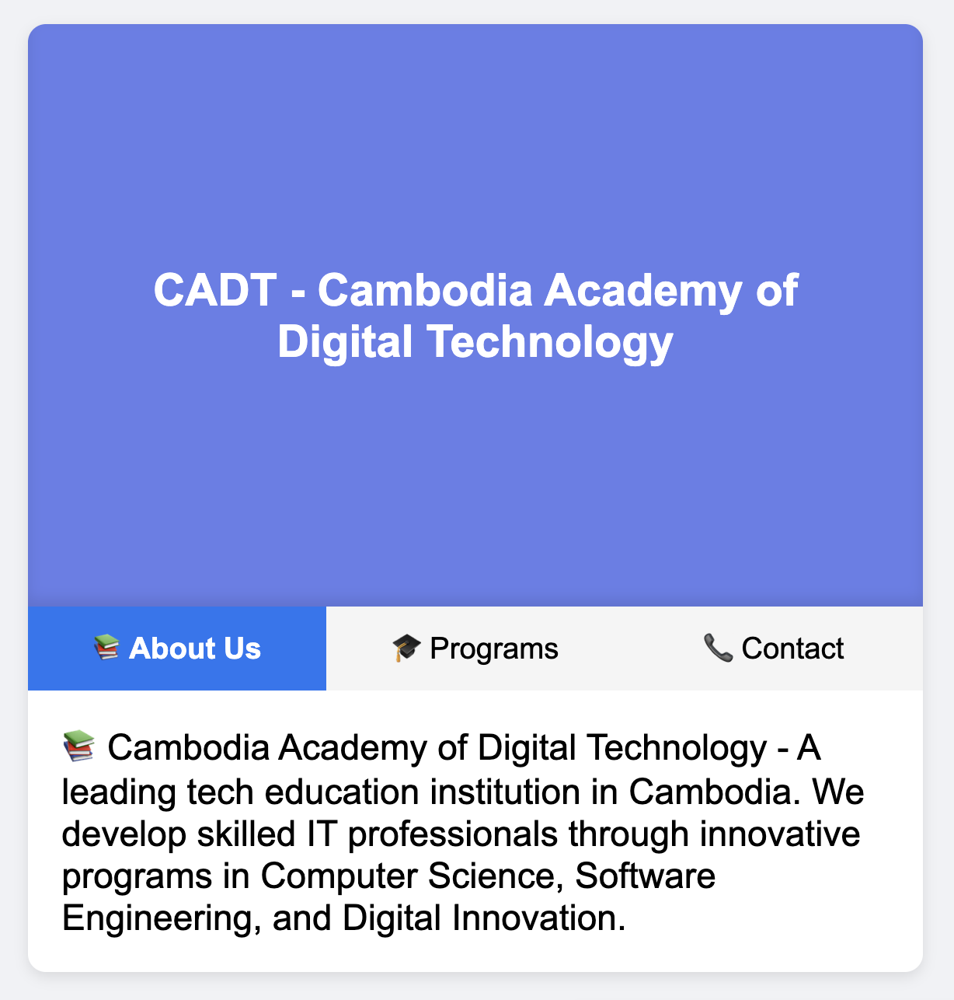 CADT - Cambodia Academy of
Digital Technology
📚 About Us
🎓 Programs
📞 Contact
📚 Cambodia Academy of Digital Technology - A
leading tech education institution in Cambodia. We
develop skilled IT professionals through innovative
programs in Computer Science, Software
Engineering, and Digital Innovation.